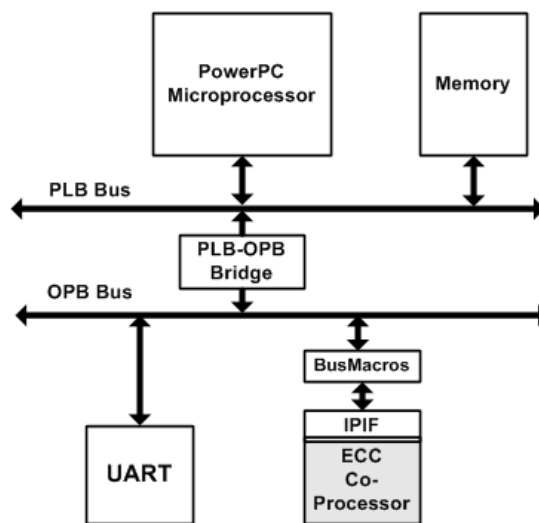 PowerPC
Microprocessor
Memory
PLB Bus
PLB-OPB
Bridge
OPB Bus
BusMacros
IPIF
UART
ECC
Co-
Processor